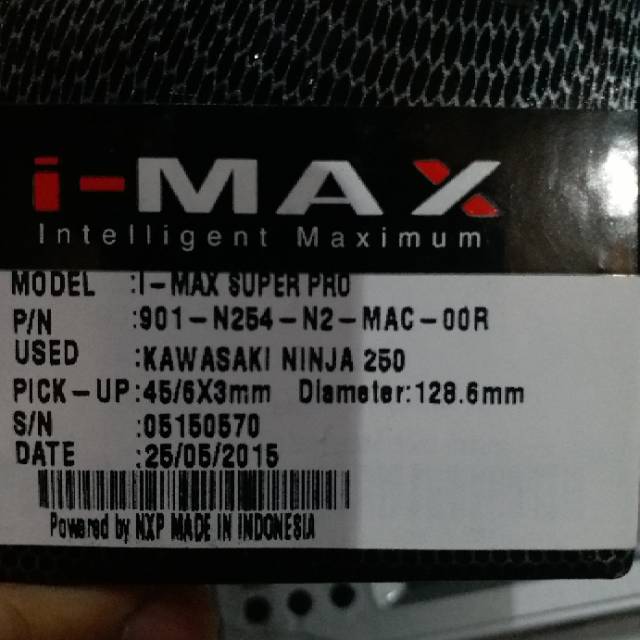 i-MAX
Intelligent Maximum
MODEL :I-MAX SUPER PRO
P/N :901-N254-N2-MAC-00R
USED :KAWASAKI NINJA 250
PICK-UP:45/6X3mm Diameter:128.6mm
S/N :05150570
DATE :25/05/2015
Powered by NXP MADE IN INDONESIA